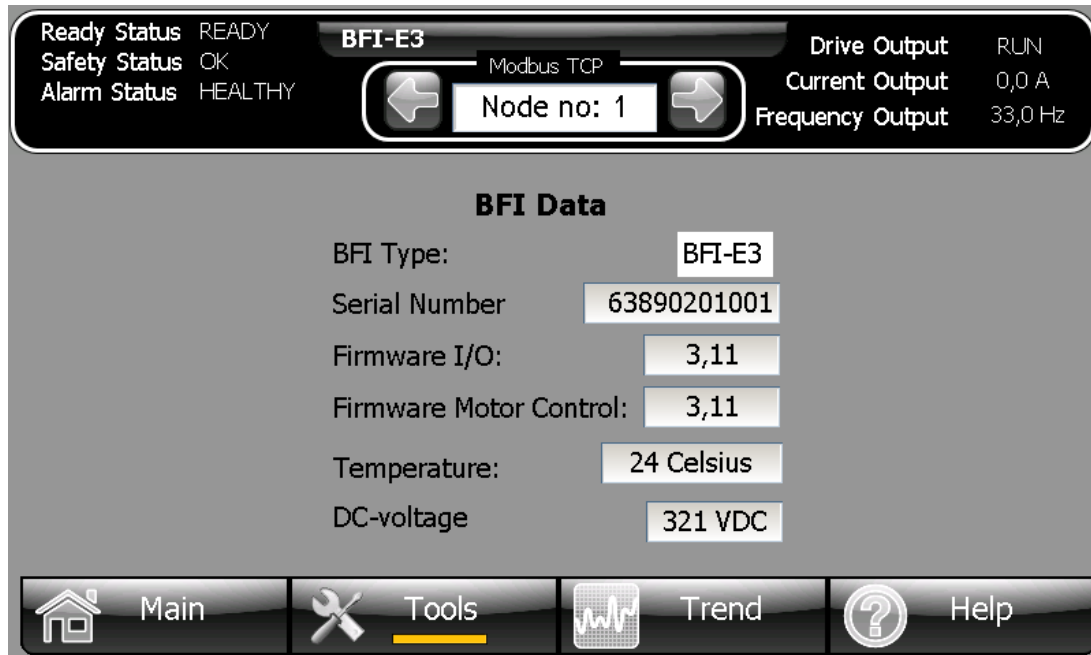 Ready Status READY
Safety Status OK
Alarm Status HEALTHY
BFI-E3
Modbus TCP
Node no: 1
Drive Output RUN
Current Output 0,0 A
Frequency Output 33,0 Hz
BFI Data
BFI Type: BFI-E3
Serial Number 63890201001
Firmware I/O: 3,11
Firmware Motor Control: 3,11
Temperature: 24 Celsius
DC-voltage 321 VDC
Main Tools Trend Help